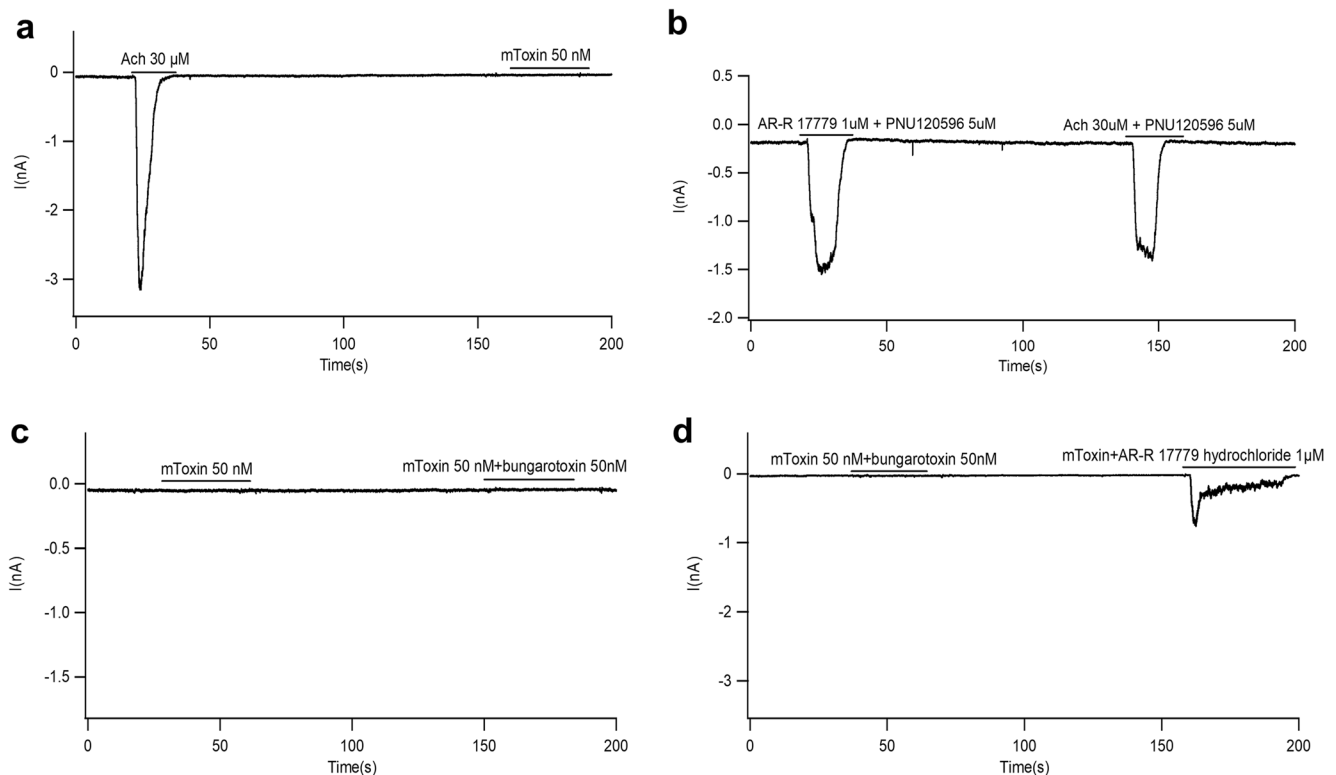 a
Ach 30 µM
mToxin 50 nM
0
-1
-2
-3
I(nA)
0 50 100 150 200
Time(s)
b
AR-R 17779 1uM + PNU120596 5uM
Ach 30uM + PNU120596 5uM
0.5
0.0
-0.5
-1.0
-1.5
-2.0
I(nA)
0 50 100 150 200
Time(s)
c
mToxin 50 nM
mToxin 50 nM+bungarotoxin 50nM
0.0
-0.5
-1.0
-1.5
I(nA)
0 50 100 150 200
Time(s)
d
mToxin 50 nM+bungarotoxin 50nM
mToxin+AR-R 17779 hydrochloride 1µM
0
-1
-2
-3
I(nA)
0 50 100 150 200
Time(s)